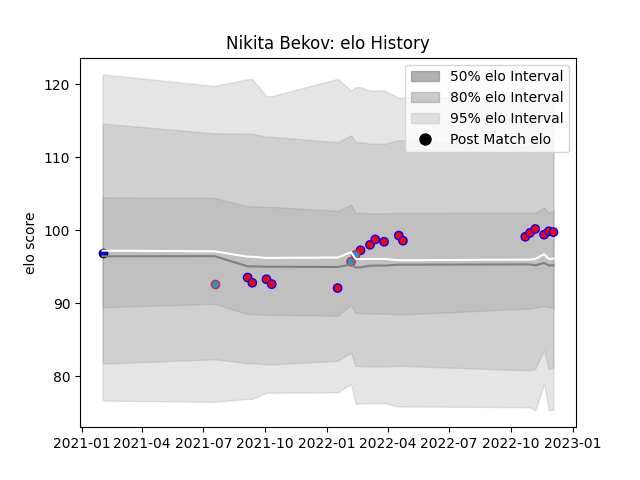 Nikita Bekov: elo History
50% elo Interval
80% elo Interval
95% elo Interval
Post Match elo
elo score
120
110
100
90
80
2021-01 2021-04 2021-07 2021-10 2022-01 2022-04 2022-07 2022-10 2023-01